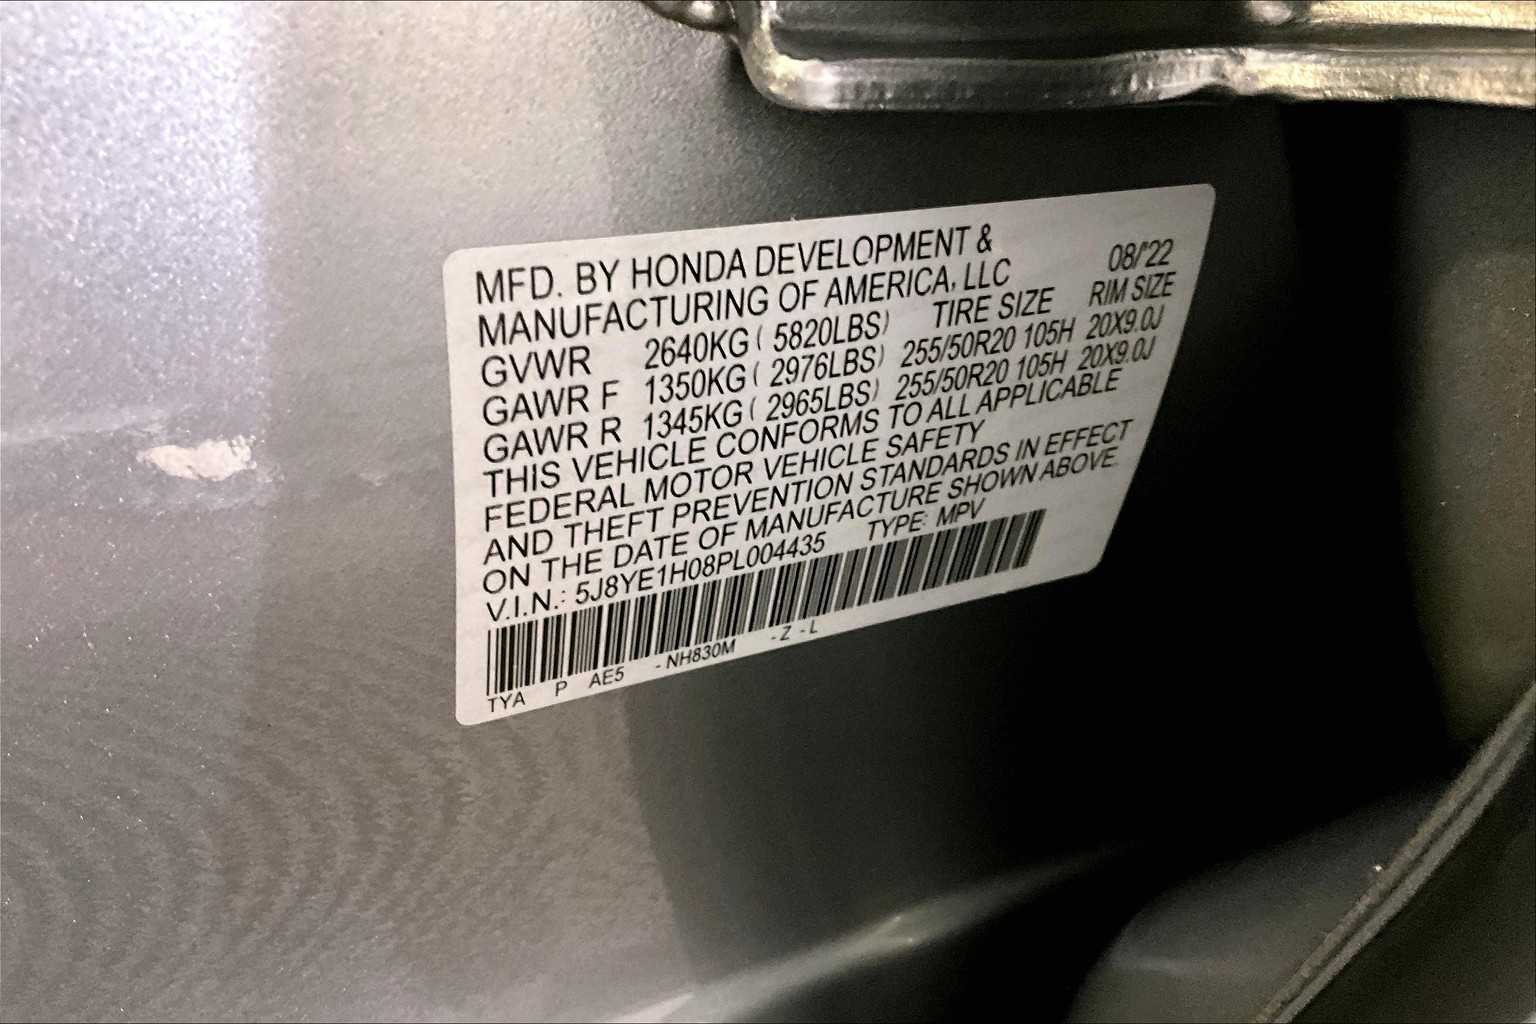 MFD. BY HONDA DEVELOPMENT &
MANUFACTURING OF AMERICA, LLC 08/'22
GVWR 2640KG ( 5820LBS) TIRE SIZE RIM SIZE
GAWR F 1350KG ( 2976LBS) 255/50R20 105H 20X9.0J
GAWR R 1345KG ( 2965LBS) 255/50R20 105H 20X9.0J
THIS VEHICLE CONFORMS TO ALL APPLICABLE
FEDERAL MOTOR VEHICLE SAFETY
AND THEFT PREVENTION STANDARDS IN EFFECT
ON THE DATE OF MANUFACTURE SHOWN ABOVE.
V.I.N.: 5J8YE1H08PL004435 TYPE: MPV
TYA P AE5 - NH830M - Z - L